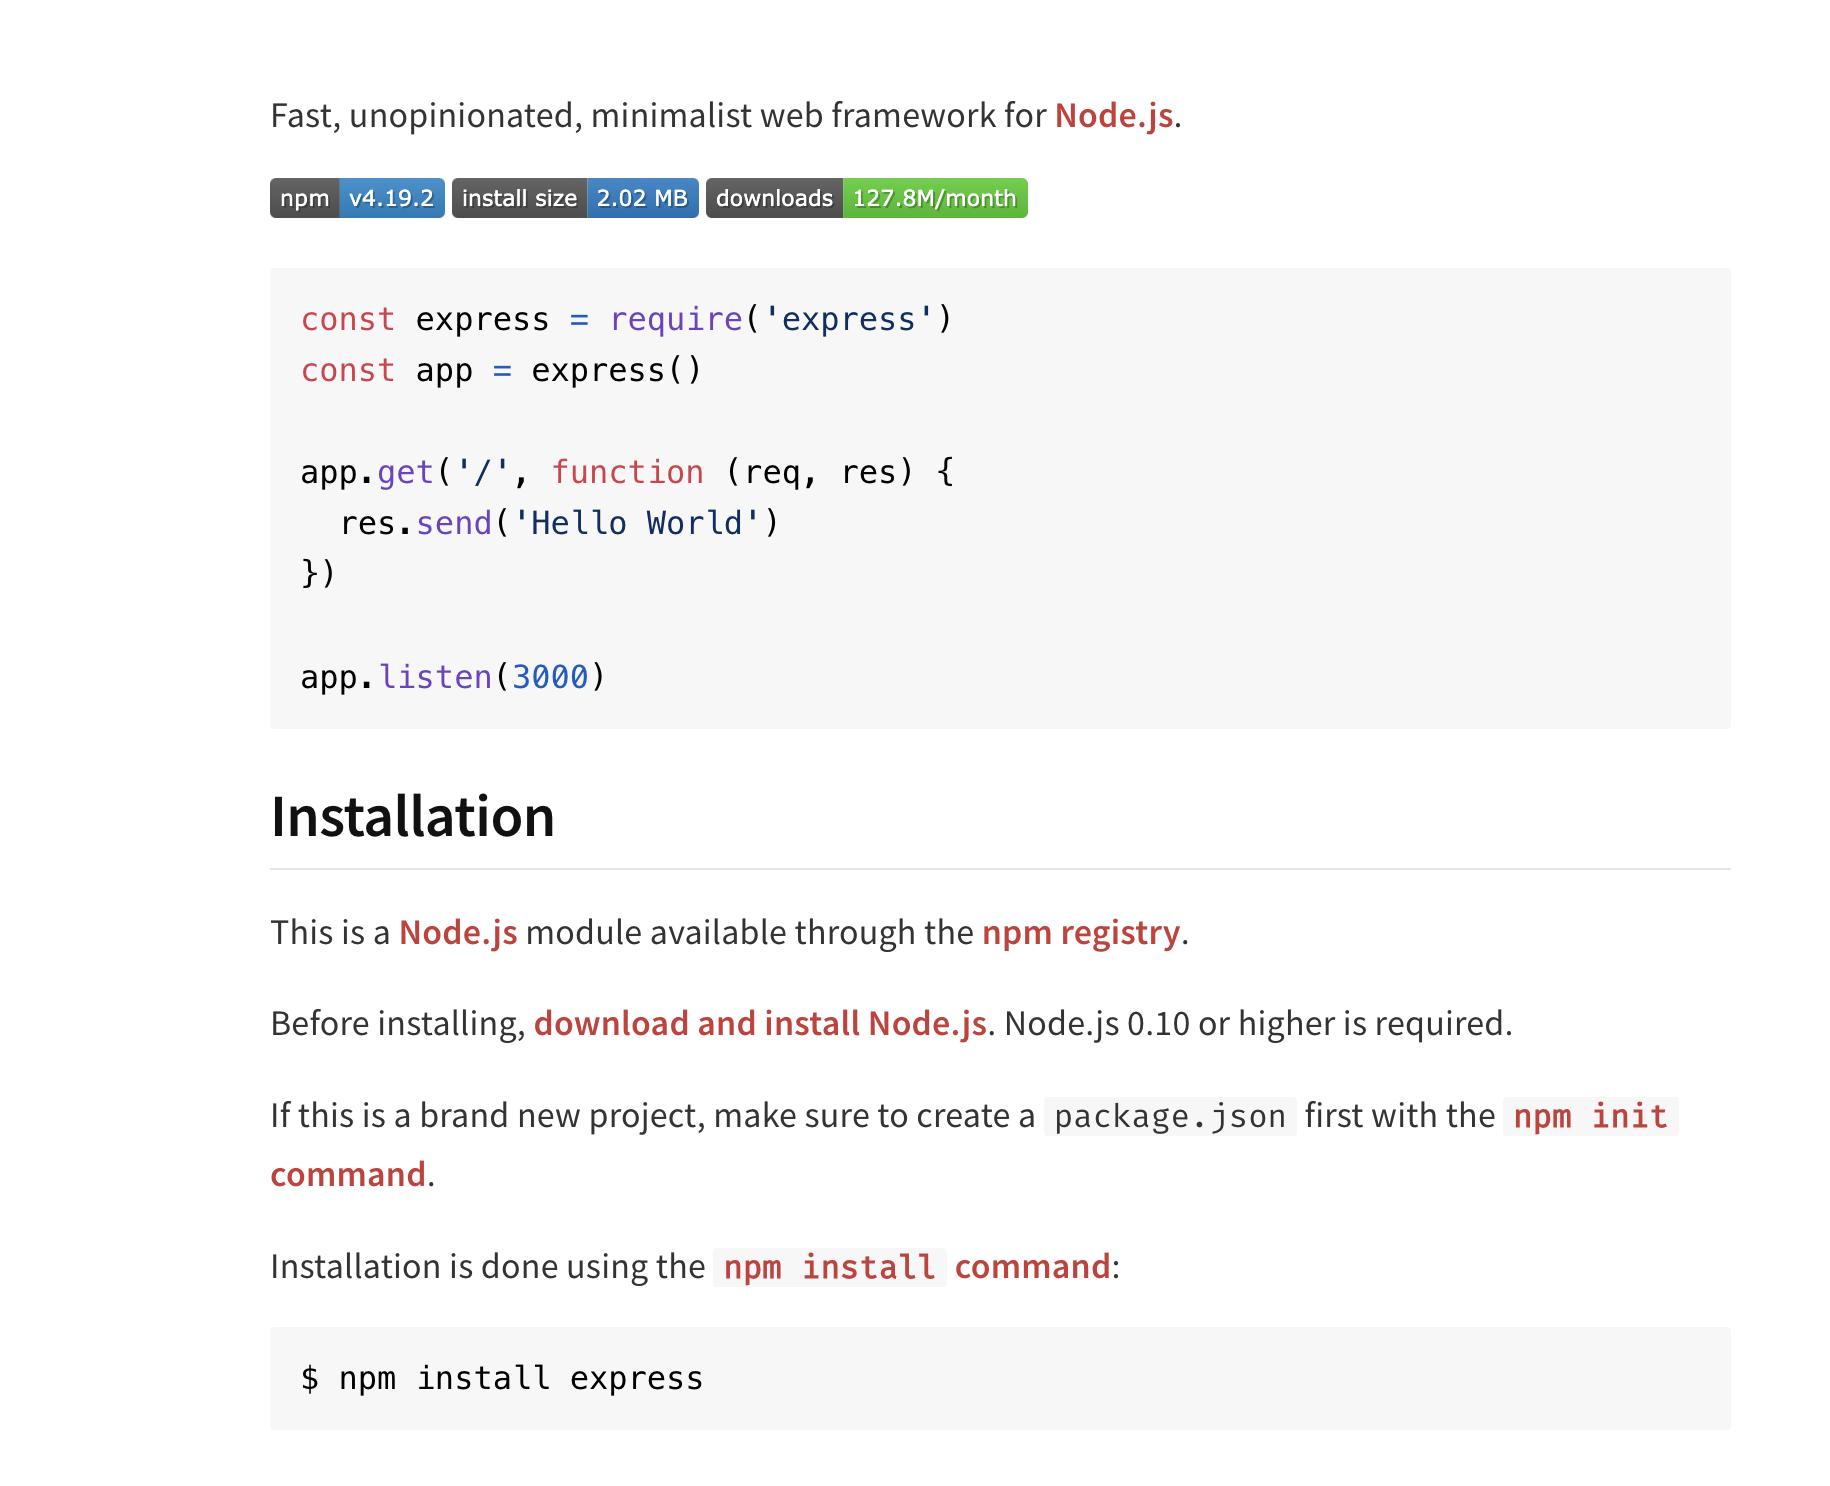 Fast, unopinionated, minimalist web framework for Node.js.
npm v4.19.2 install size 2.02 MB downloads 127.8M/month
const express = require('express')
const app = express()
app.get('/', function (req, res) {
  res.send('Hello World')
})
app.listen(3000)
Installation
This is a Node.js module available through the npm registry.
Before installing, download and install Node.js. Node.js 0.10 or higher is required.
If this is a brand new project, make sure to create a package.json first with the npm init
command.
Installation is done using the npm install command:
$ npm install express